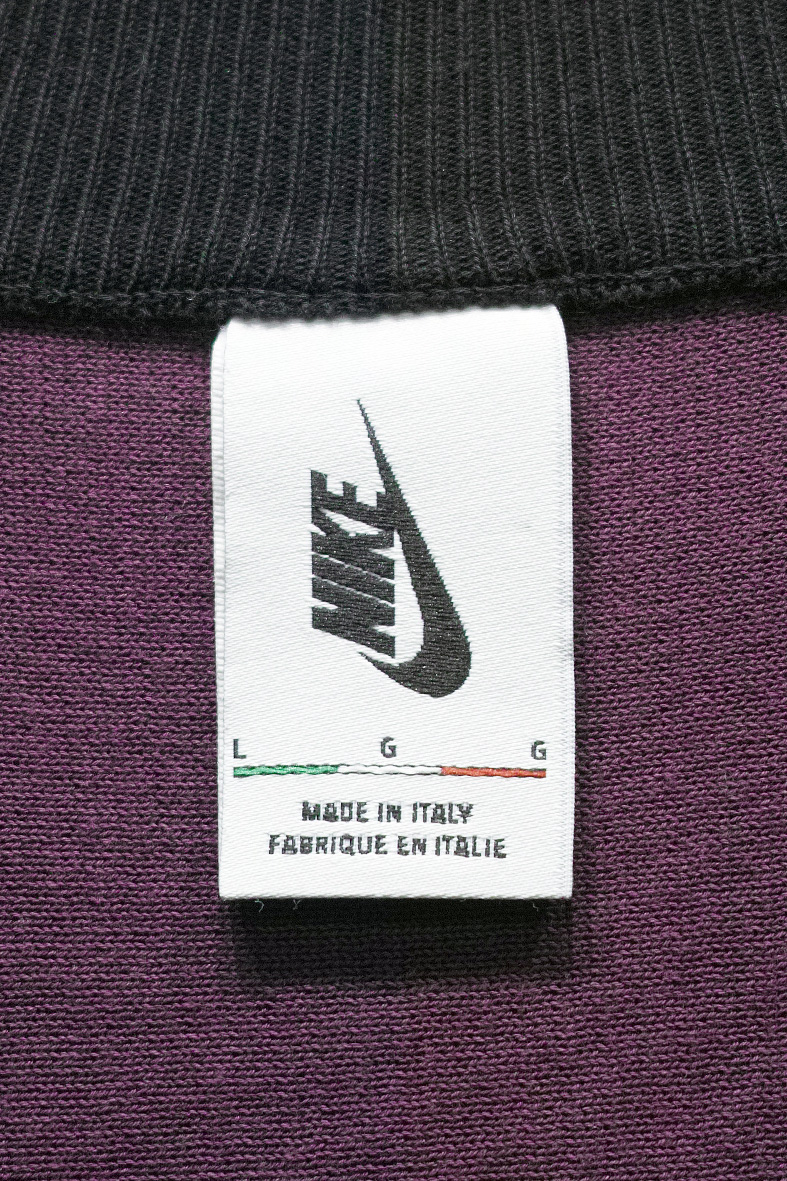 NIKE
L G G
MADE IN ITALY
FABRIQUE EN ITALIE